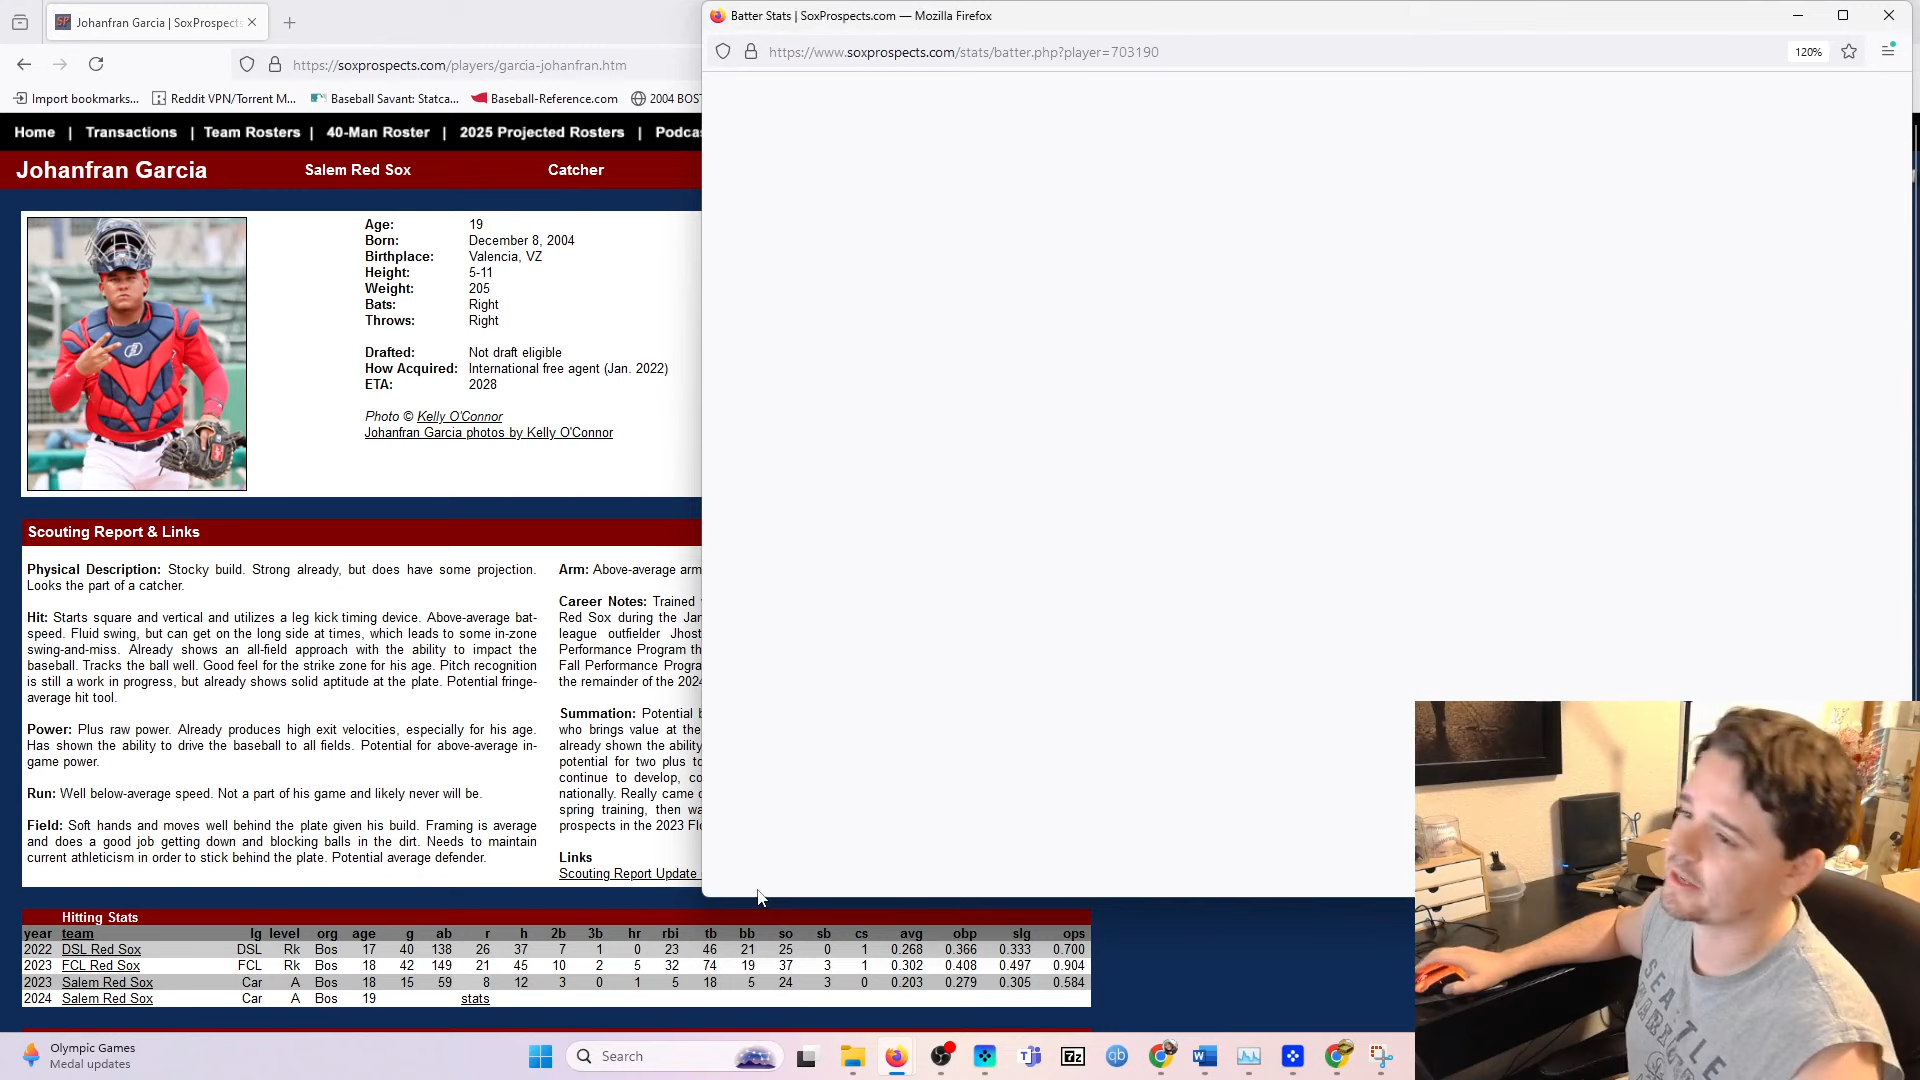 Johanfran Garcia | SoxProspects
https://soxprospects.com/players/garcia-johanfran.htm
Import bookmarks... Reddit VPN/Torrent M... Baseball Savant: Statca... Baseball-Reference.com 2004 BOS
Home | Transactions | Team Rosters | 40-Man Roster | 2025 Projected Rosters | Podca
Johanfran Garcia Salem Red Sox Catcher
Age: 19
Born: December 8, 2004
Birthplace: Valencia, VZ
Height: 5-11
Weight: 205
Bats: Right
Throws: Right
Drafted: Not draft eligible
How Acquired: International free agent (Jan. 2022)
ETA: 2028
Photo © Kelly O'Connor
Johanfran Garcia photos by Kelly O'Connor
Scouting Report & Links
Physical Description: Stocky build. Strong already, but does have some projection.
Looks the part of a catcher.
Hit: Starts square and vertical and utilizes a leg kick timing device. Above-average bat-
speed. Fluid swing, but can get on the long side at times, which leads to some in-zone
swing-and-miss. Already shows an all-field approach with the ability to impact the
baseball. Tracks the ball well. Good feel for the strike zone for his age. Pitch recognition
is still a work in progress, but already shows solid aptitude at the plate. Potential fringe-
average hit tool.
Power: Plus raw power. Already produces high exit velocities, especially for his age.
Has shown the ability to drive the baseball to all fields. Potential for above-average in-
game power.
Run: Well below-average speed. Not a part of his game and likely never will be.
Field: Soft hands and moves well behind the plate given his build. Framing is average
and does a good job getting down and blocking balls in the dirt. Needs to maintain
current athleticism in order to stick behind the plate. Potential average defender.
Arm: Above-average arm
Career Notes: Trained
Red Sox during the Jan
league outfielder Jhost
Performance Program th
Fall Performance Progra
the remainder of the 2024
Summation: Potential b
who brings value at the
already shown the ability
potential for two plus to
continue to develop, co
nationally. Really came o
spring training, then wa
prospects in the 2023 Flo
Links
Scouting Report Update
Hitting Stats
year team lg level org age g ab r h 2b 3b hr rbi tb bb so sb cs avg obp slg ops
2022 DSL Red Sox DSL Rk Bos 17 40 138 26 37 7 1 0 23 46 21 25 0 1 0.268 0.366 0.333 0.700
2023 FCL Red Sox FCL Rk Bos 18 42 149 21 45 10 2 5 32 74 19 37 3 1 0.302 0.408 0.497 0.904
2023 Salem Red Sox Car A Bos 18 15 59 8 12 3 0 1 5 18 5 24 3 0 0.203 0.279 0.305 0.584
2024 Salem Red Sox Car A Bos 19 stats
Batter Stats | SoxProspects.com — Mozilla Firefox
https://www.soxprospects.com/stats/batter.php?player=703190
120%
SEATTLE
Olympic Games
Medal updates
Search
7z
qb